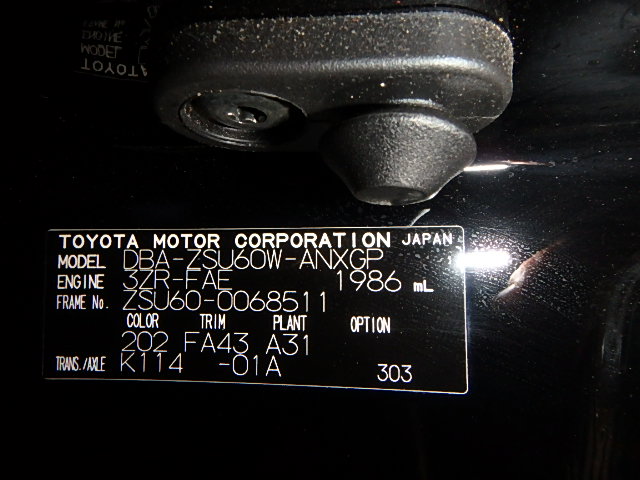 TOYOTA MOTOR CORPORATION JAPAN
MODEL DBA-ZSU60W-ANXGP
ENGINE 3ZR-FAE 1986 mL
FRAME No. ZSU60-0068511
COLOR TRIM PLANT OPTION
202 FA43 A31
TRANS./AXLE K114 -01A
303